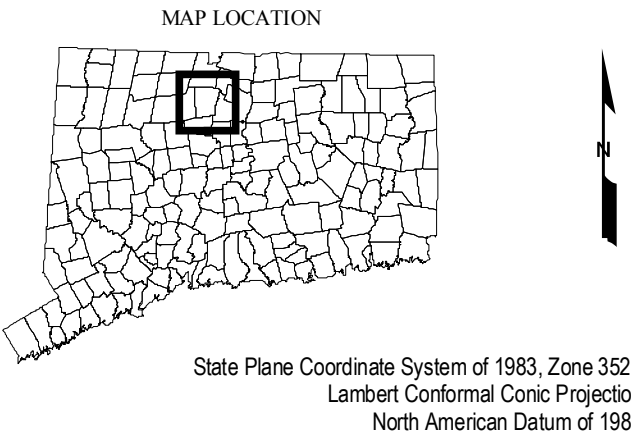 MAP LOCATION
N
State Plane Coordinate System of 1983, Zone 352
Lambert Conformal Conic Projectio
North American Datum of 198